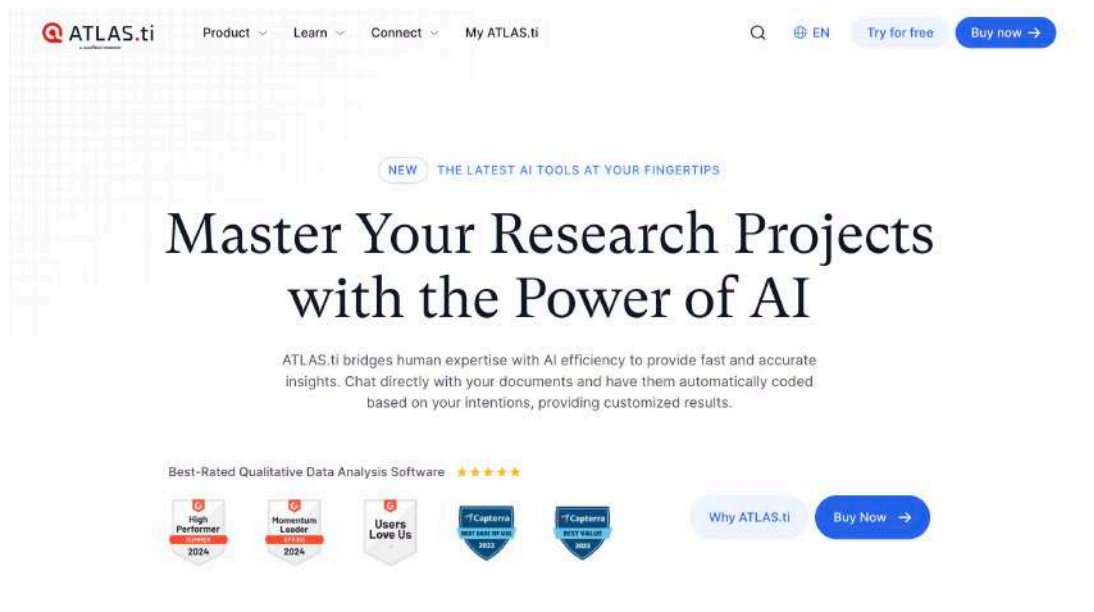 ATLAS.ti
Product Learn Connect My ATLAS.ti EN Try for free Buy now →
NEW THE LATEST AI TOOLS AT YOUR FINGERTIPS
Master Your Research Projects
with the Power of AI
ATLAS.ti bridges human expertise with AI efficiency to provide fast and accurate
insights. Chat directly with your documents and have them automatically coded
based on your intentions, providing customized results.
Best-Rated Qualitative Data Analysis Software
High
Performer
SUMMER
2024
Momentum
Leader
SPRING
2024
Users
Love Us
Capterra
BEST EASE OF USE
2023
Capterra
BEST VALUE
2023
Why ATLAS.ti
Buy Now →